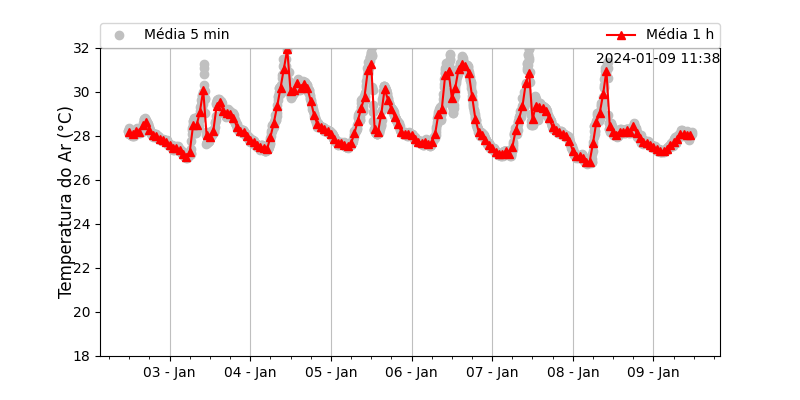 Média 5 min
Média 1 h
2024-01-09 11:38
Temperatura do Ar (°C)
32
30
28
26
24
22
20
18
03 - Jan
04 - Jan
05 - Jan
06 - Jan
07 - Jan
08 - Jan
09 - Jan